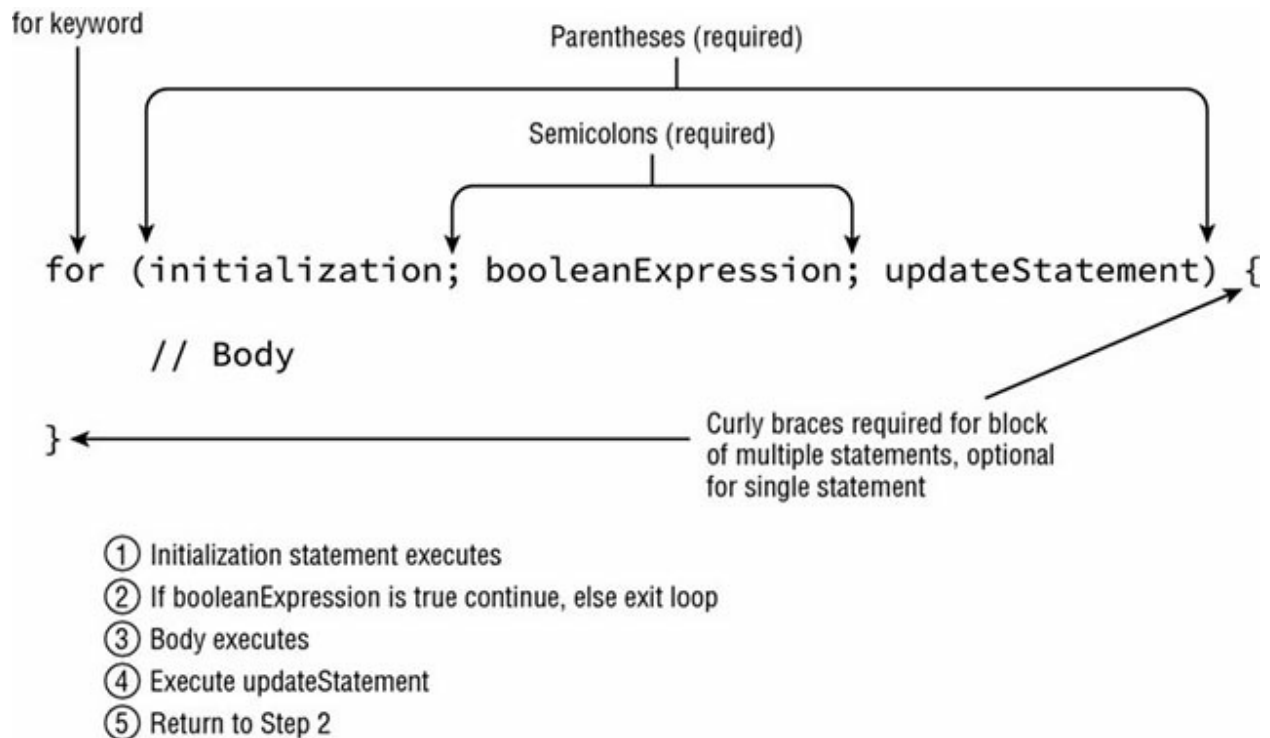 for keyword
Parentheses (required)
Semicolons (required)
for (initialization; booleanExpression; updateStatement) {
// Body
}
Curly braces required for block
of multiple statements, optional
for single statement
① Initialization statement executes
② If booleanExpression is true continue, else exit loop
③ Body executes
④ Execute updateStatement
⑤ Return to Step 2